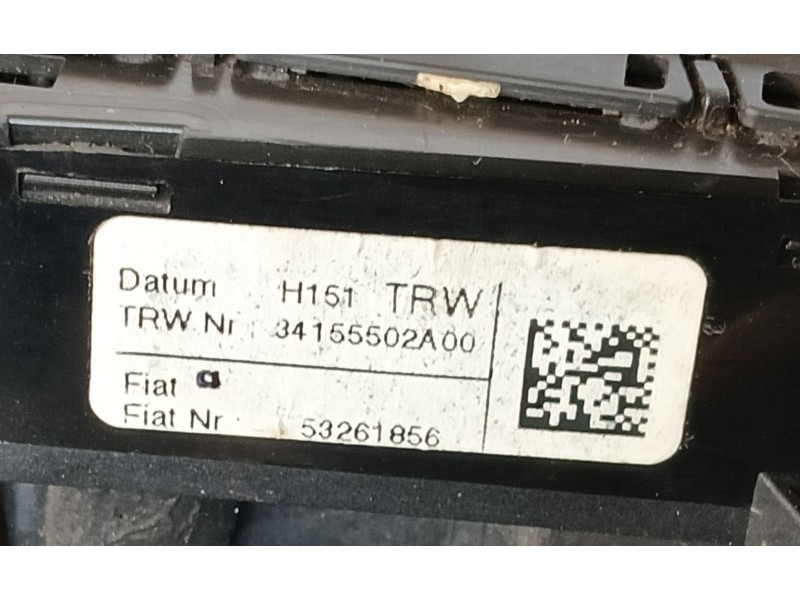 Datum H151 TRW
TRW Nr 34155502A00
Fiat
Fiat Nr 53261856